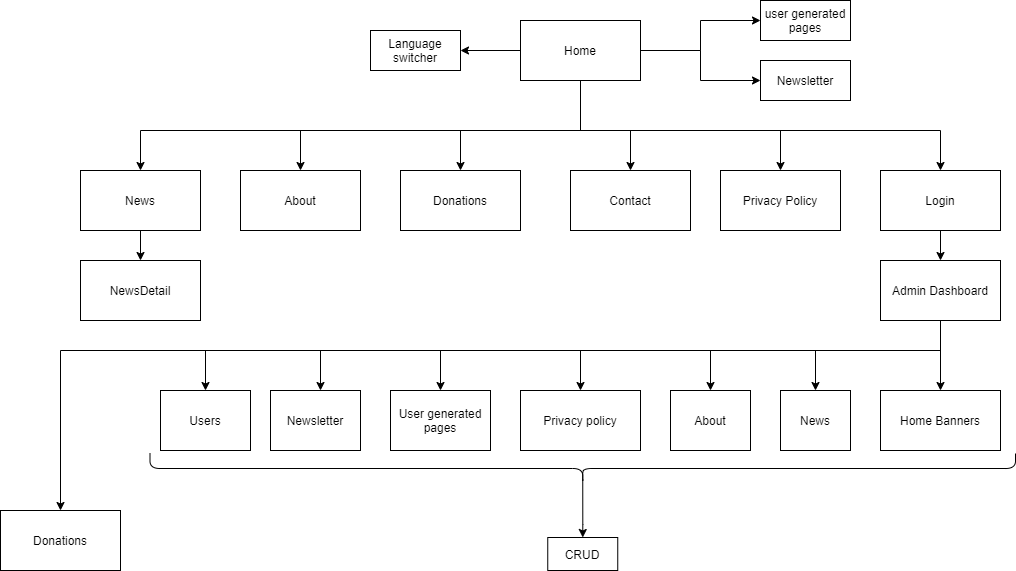 user generated
pages
Language
switcher
Home
Newsletter
News
About
Donations
Contact
Privacy Policy
Login
NewsDetail
Admin Dashboard
Users
Newsletter
User generated
pages
Privacy policy
About
News
Home Banners
Donations
CRUD